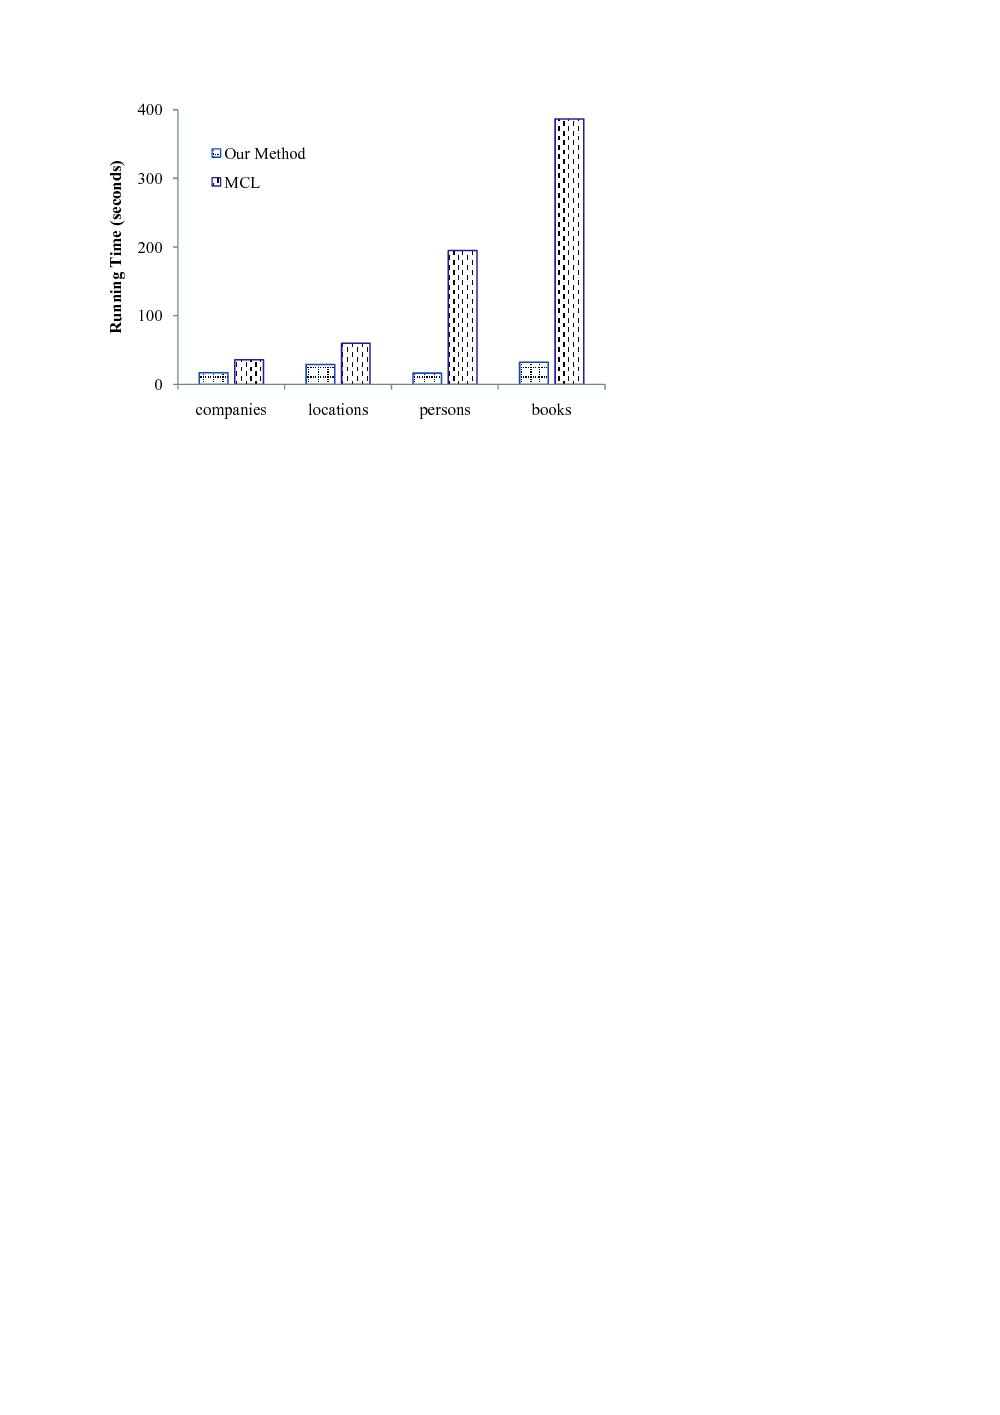 400
300
200
100
0
Running Time (seconds)
Our Method
MCL
companies locations persons books